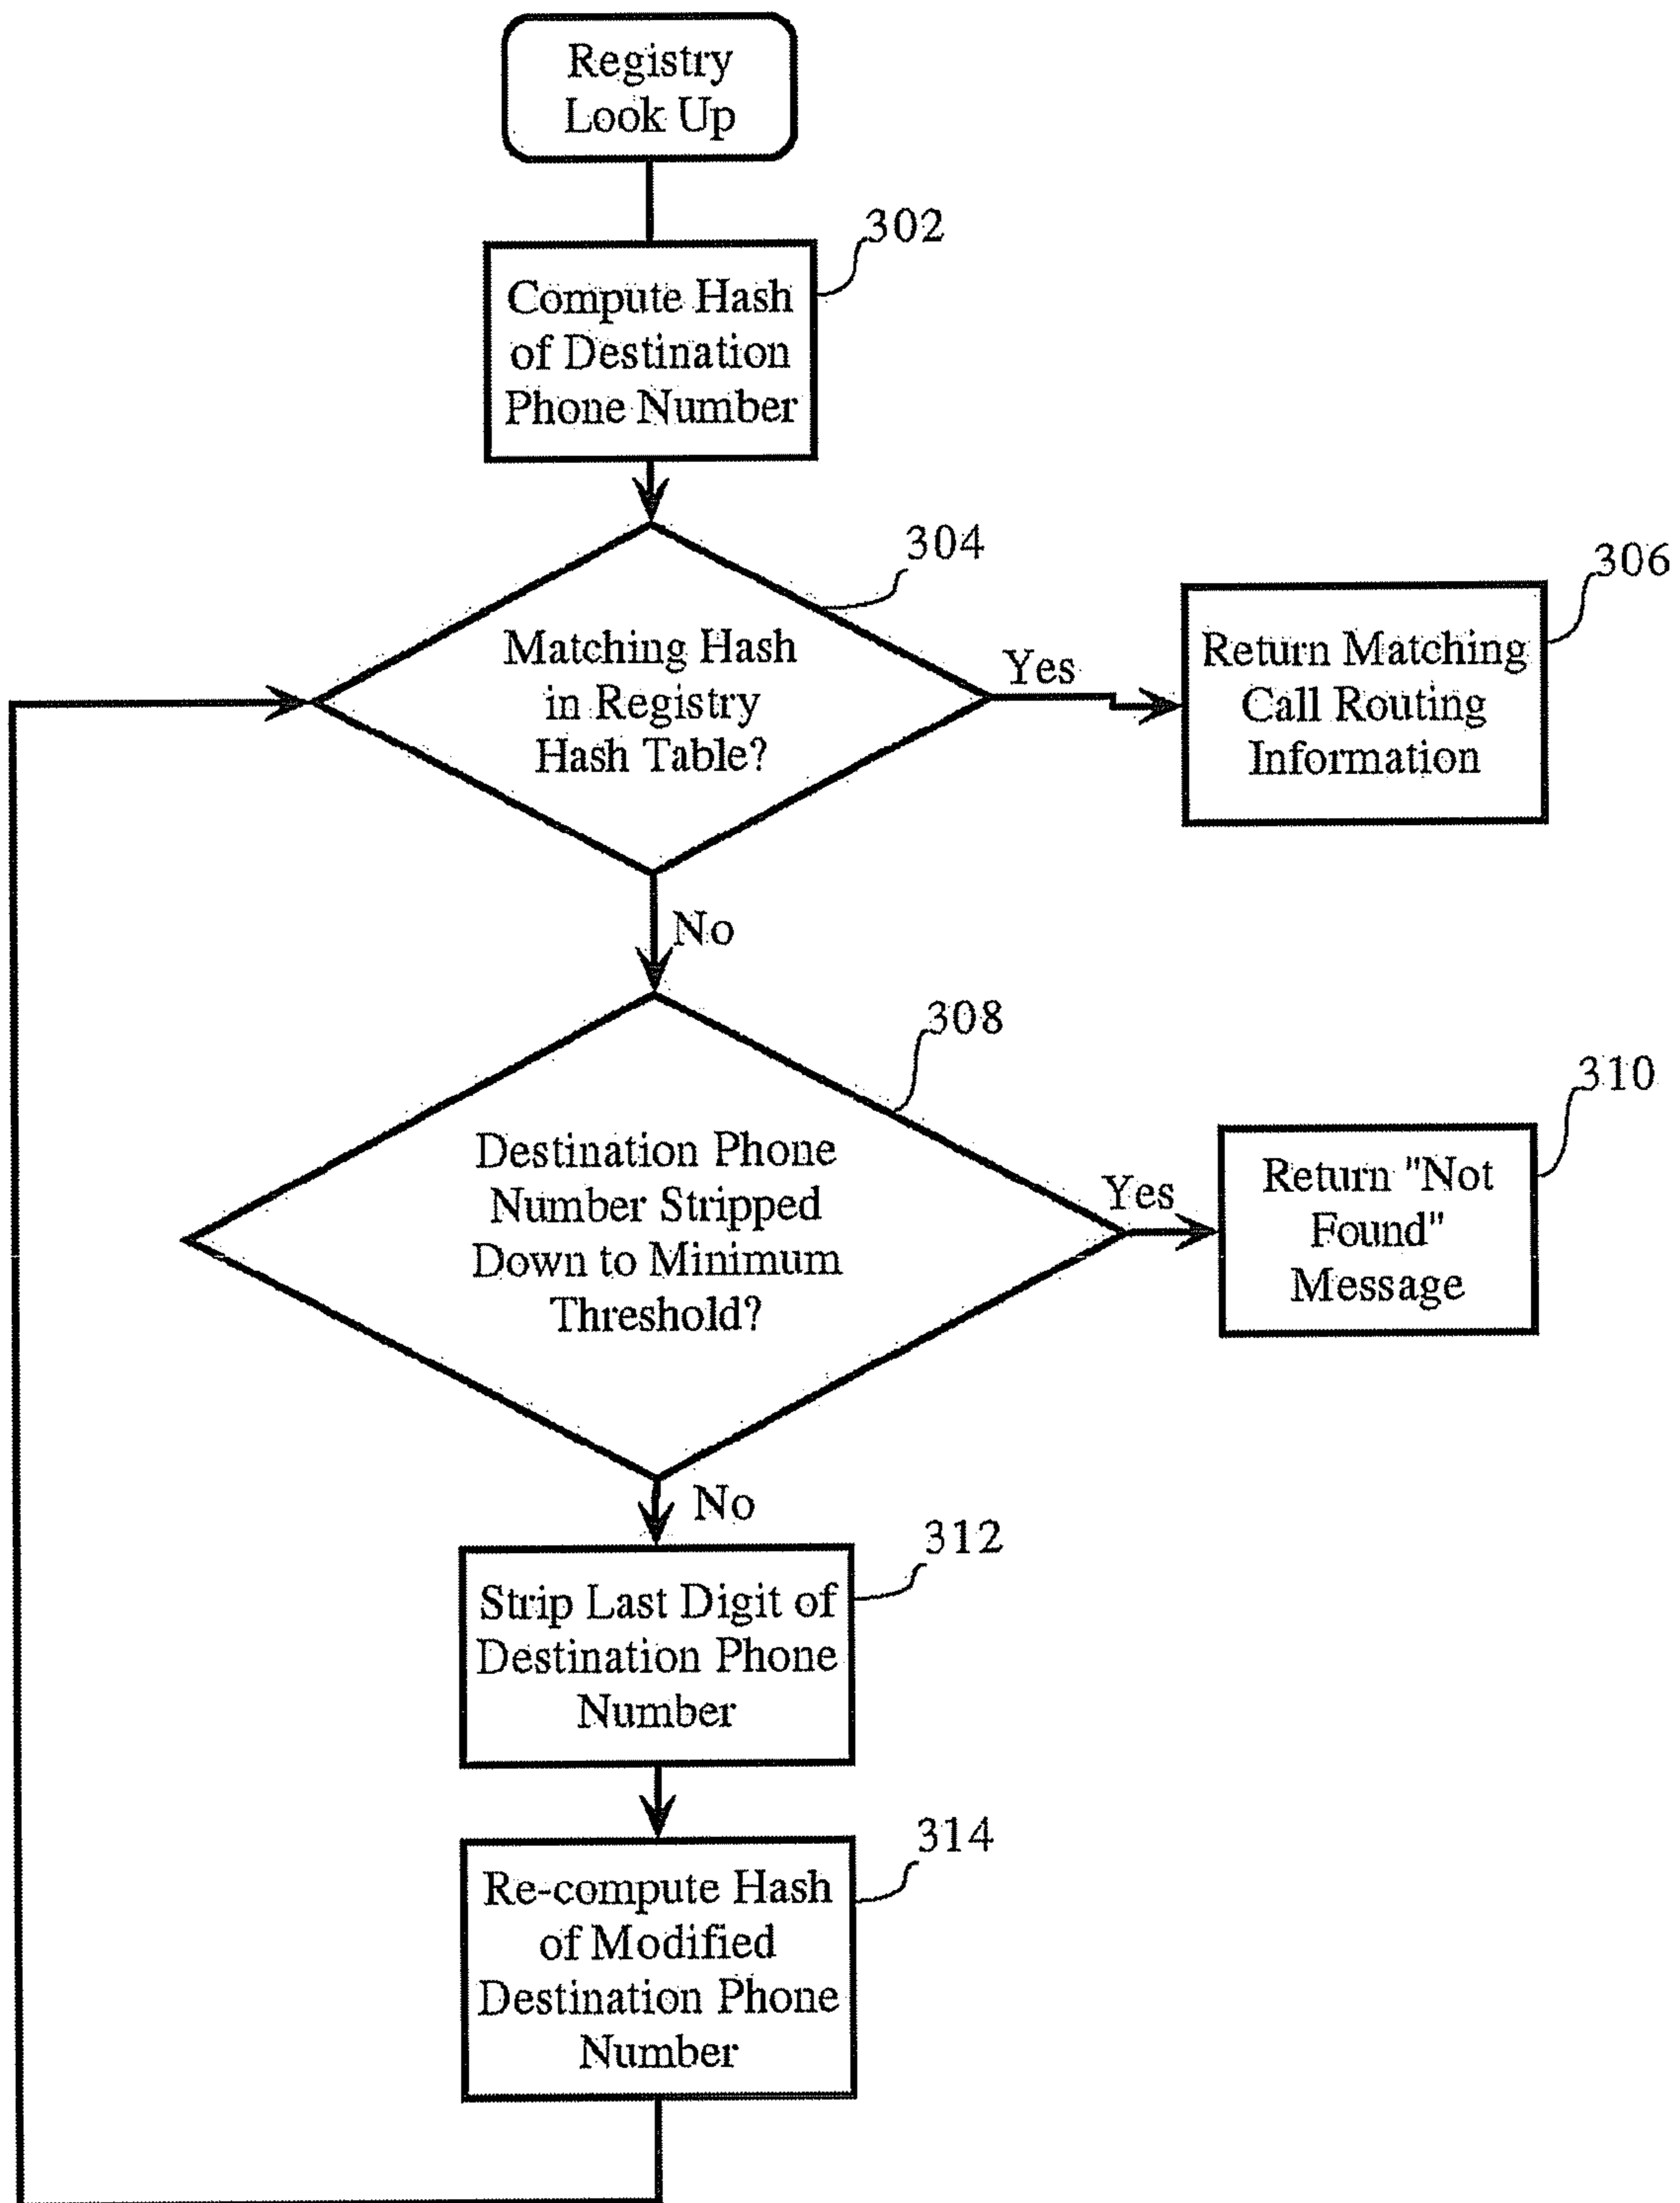 Registry
Look Up
302
Compute Hash
of Destination
Phone Number
304
Matching Hash
in Registry
Hash Table?
Yes
306
Return Matching
Call Routing
Information
No
308
Destination Phone
Number Stripped
Down to Minimum
Threshold?
Yes
310
Return "Not
Found"
Message
No
312
Strip Last Digit of
Destination Phone
Number
314
Re-compute Hash
of Modified
Destination Phone
Number